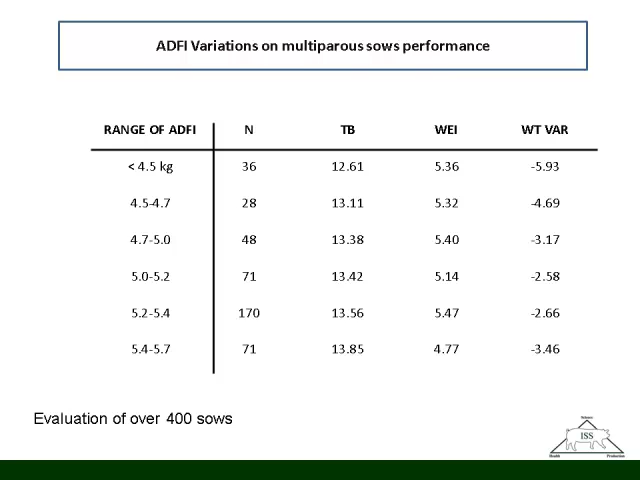 ADFI Variations on multiparous sows performance
RANGE OF ADFI N TB WEI WT VAR
< 4.5 kg 36 12.61 5.36 -5.93
4.5-4.7 28 13.11 5.32 -4.69
4.7-5.0 48 13.38 5.40 -3.17
5.0-5.2 71 13.42 5.14 -2.58
5.2-5.4 170 13.56 5.47 -2.66
5.4-5.7 71 13.85 4.77 -3.46
Evaluation of over 400 sows
Science
ISS
Health Production